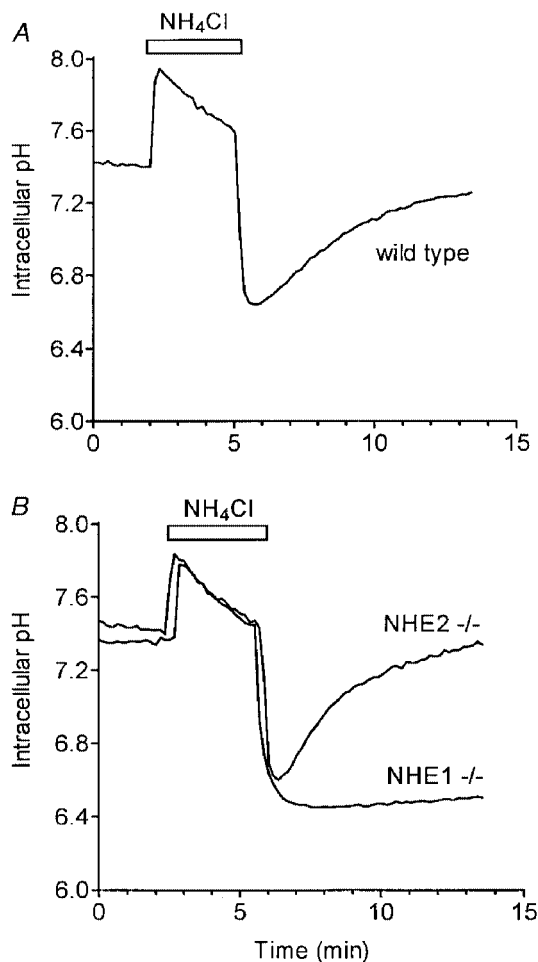 A
NH₄Cl
8.0
7.6
7.2
6.8
6.4
6.0
Intracellular pH
wild type
0 5 10 15
B
NH₄Cl
8.0
7.6
7.2
6.8
6.4
6.0
Intracellular pH
NHE2 -/-
NHE1 -/-
0 5 10 15
Time (min)